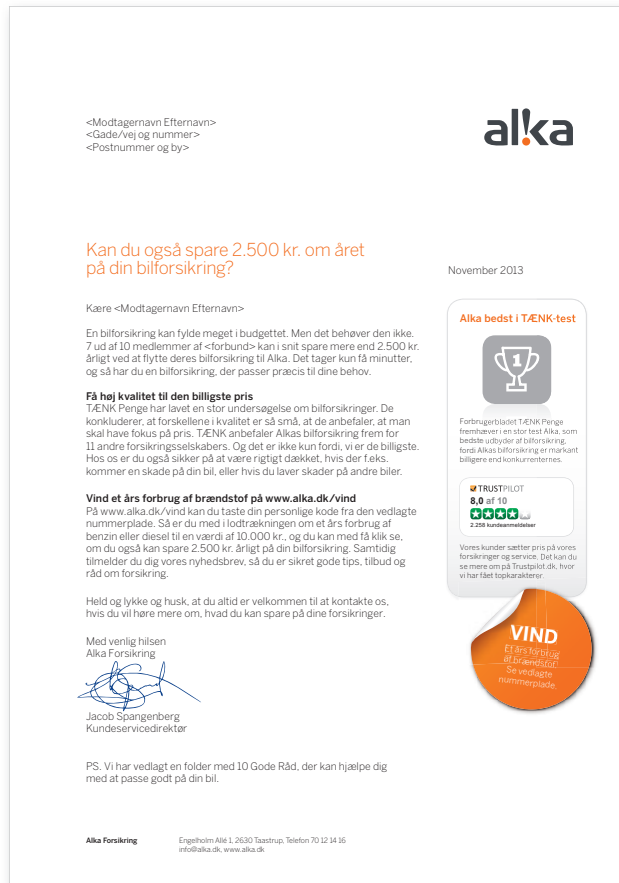 <Modtagernavn Efternavn>
<Gade/vej og nummer>
<Postnummer og by>
alka
Kan du også spare 2.500 kr. om året
på din bilforsikring?
November 2013
Kære <Modtagernavn Efternavn>
En bilforsikring kan fylde meget i budgettet. Men det behøver den ikke.
7 ud af 10 medlemmer af <forbund> kan i snit spare mere end 2.500 kr.
årligt ved at flytte deres bilforsikring til Alka. Det tager kun få minutter,
og så har du en bilforsikring, der passer præcis til dine behov.
Få høj kvalitet til den billigste pris
TÆNK Penge har lavet en stor undersøgelse om bilforsikringer. De
konkluderer, at forskellene i kvalitet er så små, at de anbefaler, at man
skal have fokus på pris. TÆNK anbefaler Alkas bilforsikring frem for
11 andre forsikringsselskabers. Og det er ikke kun fordi, vi er de billigste.
Hos os er du også sikker på at være rigtigt dækket, hvis der f.eks.
kommer en skade på din bil, eller hvis du laver skader på andre biler.
Vind et års forbrug af brændstof på www.alka.dk/vind
På www.alka.dk/vind kan du taste din personlige kode fra den vedlagte
nummerplade. Så er du med i lodtrækningen om et års forbrug af
benzin eller diesel til en værdi af 10.000 kr., og du kan med få klik se,
om du også kan spare 2.500 kr. årligt på din bilforsikring. Samtidig
tilmelder du dig vores nyhedsbrev, så du er sikret gode tips, tilbud og
råd om forsikring.
Held og lykke og husk, at du altid er velkommen til at kontakte os,
hvis du vil høre mere om, hvad du kan spare på dine forsikringer.
Med venlig hilsen
Alka Forsikring
Jacob Spangenberg
Kundeservicedirektør
PS. Vi har vedlagt en folder med 10 Gode Råd, der kan hjælpe dig
med at passe godt på din bil.
Alka bedst i TÆNK-test
1
Forbrugerbladet TÆNK Penge
fremhæver i en stor test Alka, som
bedste udbyder af bilforsikring,
fordi Alkas bilforsikring er markant
billigere end konkurrenternes.
TRUSTPILOT
8,0 af 10
2.258 kundeanmeldelser
Vores kunder sætter pris på vores
forsikringer og service. Det kan du
se mere om på Trustpilot.dk, hvor
vi har fået topkarakterer.
VIND
Et års forbrug
af brændstof.
Se vedlagte
nummerplade.
Alka Forsikring
Engelholm Allé 1, 2630 Taastrup, Telefon 70 12 14 16
info@alka.dk, www.alka.dk